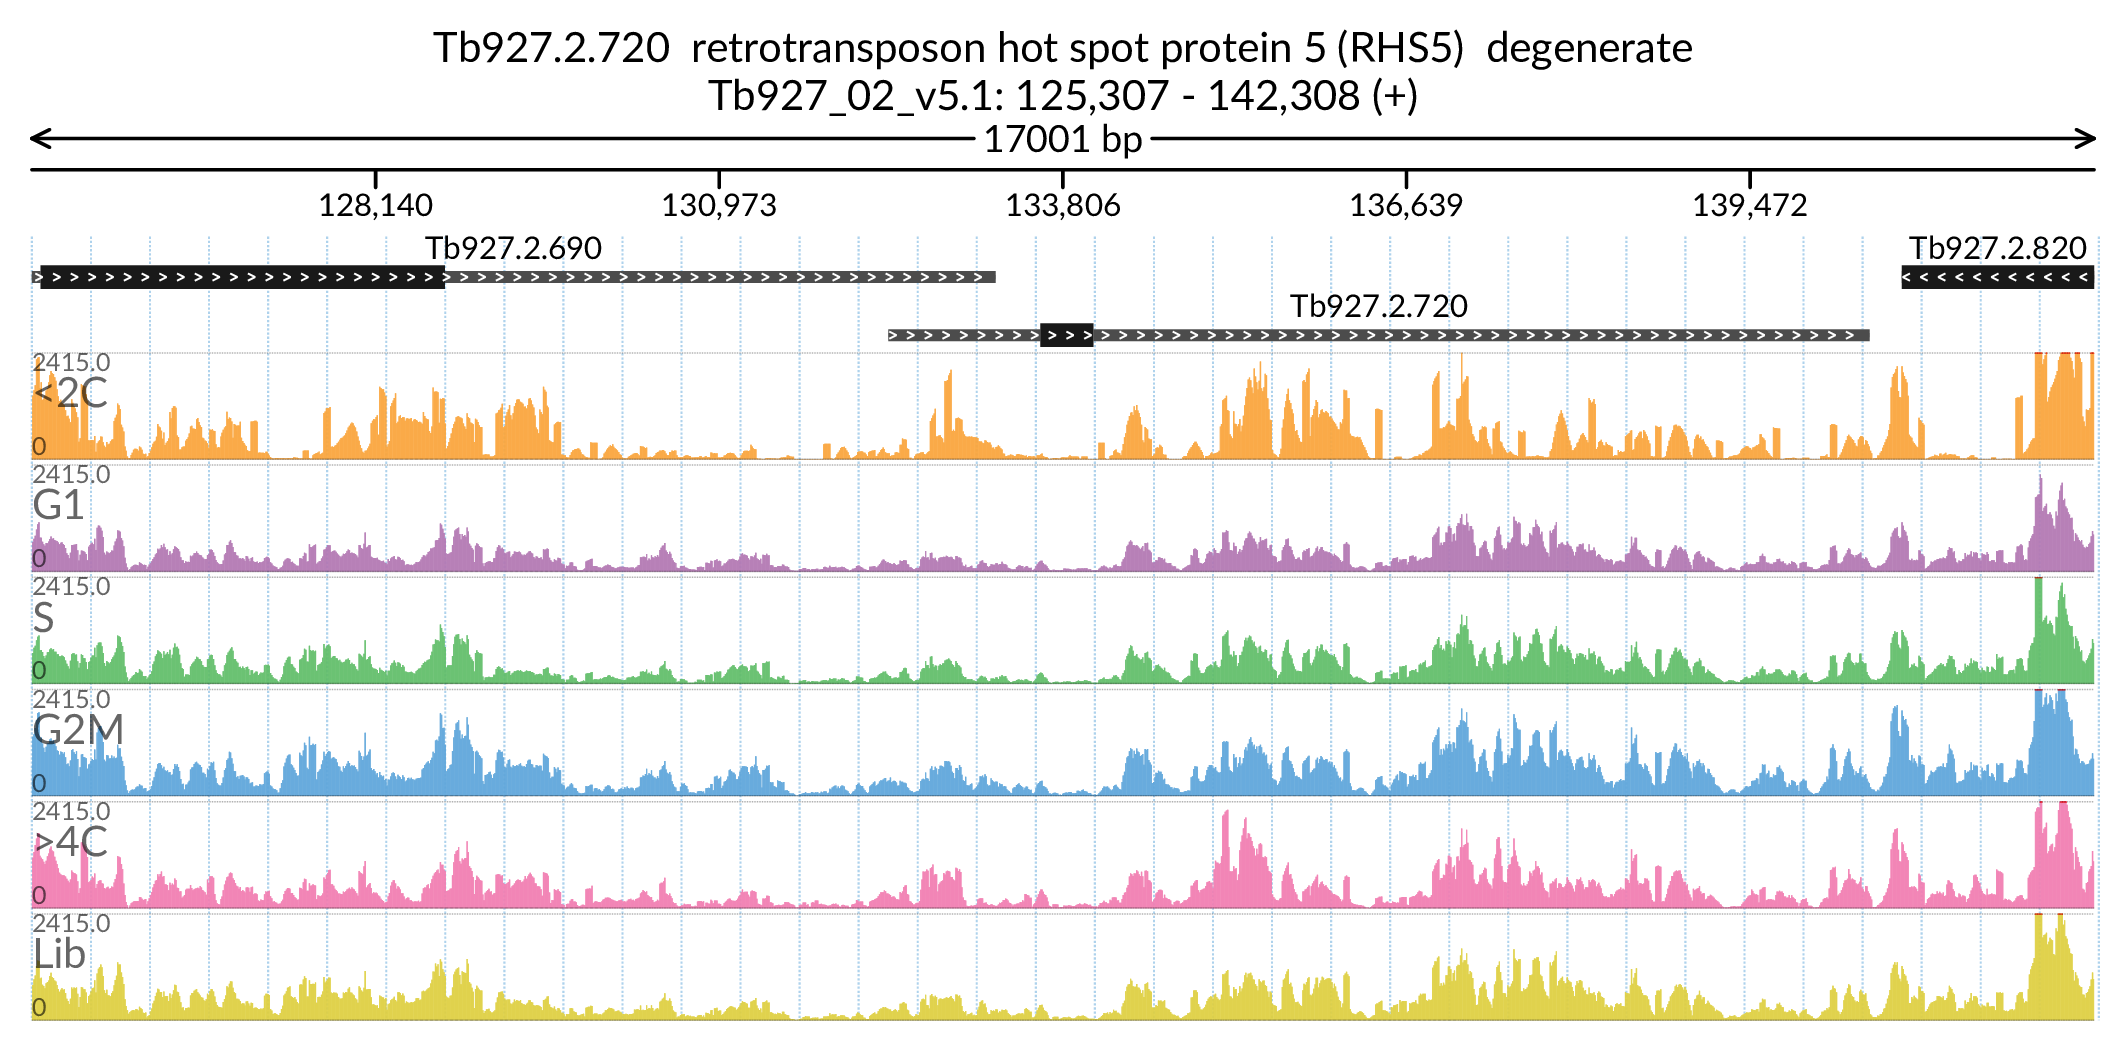 Tb927.2.720 retrotransposon hot spot protein 5 (RHS5) degenerate
Tb927_02_v5.1: 125,307 - 142,308 (+)
17001 bp
128,140 130,973 133,806 136,639 139,472
Tb927.2.690 Tb927.2.820
Tb927.2.720
2415.0
<2C
0
2415.0
G1
0
2415.0
S
0
2415.0
G2M
0
2415.0
>4C
0
2415.0
Lib
0